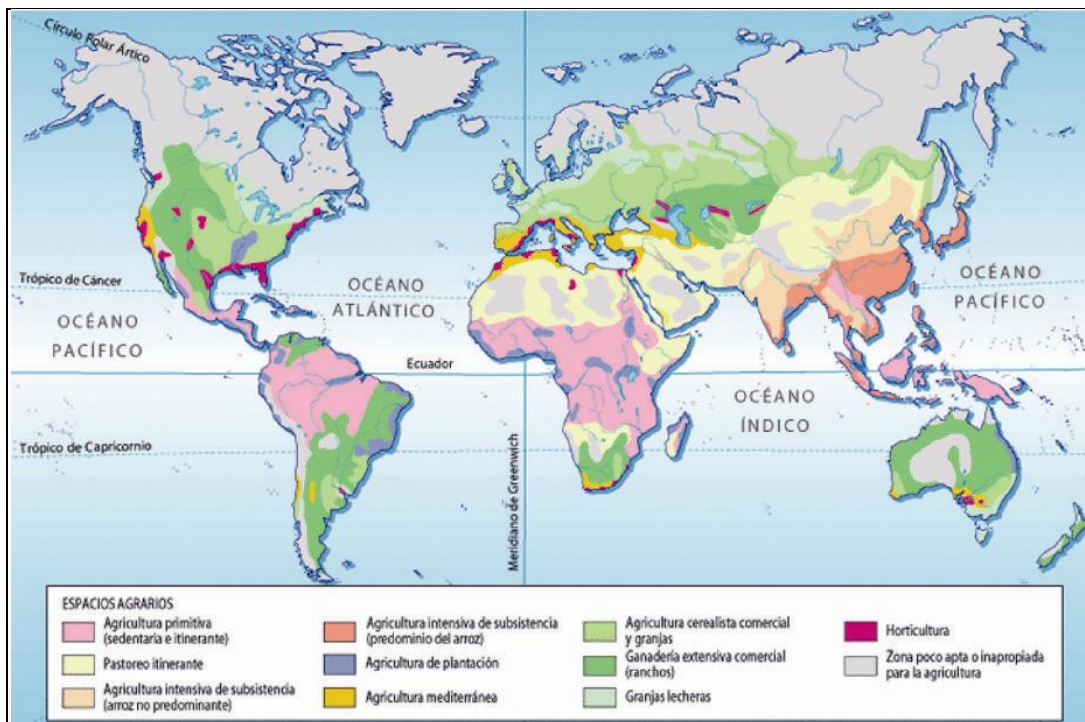 Círculo Polar Ártico
Trópico de Cáncer
OCÉANO
PACÍFICO
OCÉANO
ATLÁNTICO
Ecuador
OCÉANO
PACÍFICO
OCÉANO
ÍNDICO
Trópico de Capricornio
Meridiano de Greenwich
ESPACIOS AGRARIOS
Agricultura primitiva
(sedentaria e itinerante)
Pastoreo itinerante
Agricultura intensiva de subsistencia
(arroz no predominante)
Agricultura intensiva de subsistencia
(predominio del arroz)
Agricultura de plantación
Agricultura mediterránea
Agricultura cerealista comercial
y granjas
Ganadería extensiva comercial
(ranchos)
Granjas lecheras
Horticultura
Zona poco apta o inapropiada
para la agricultura